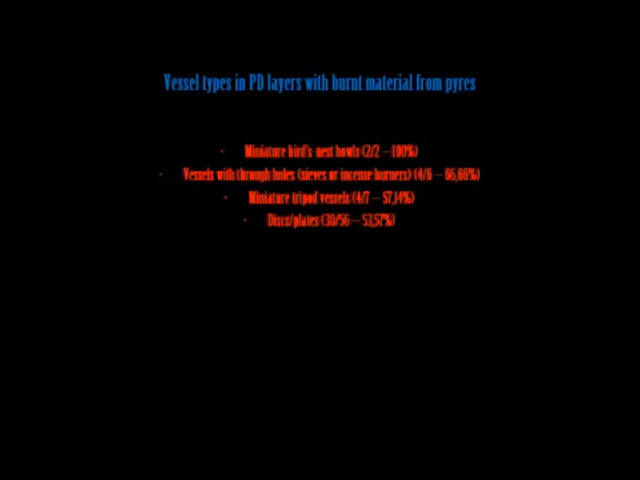 Vessel types in PD layers with burnt material from pyres
• Miniature bird's-nest bowls (2/2 – 100%)
• Vessels with through holes (sieves or incense burners) (4/6 – 66,66%)
• Miniature tripod vessels (4/7 – 57,14%)
• Discs/plates (30/56 – 53,57%)